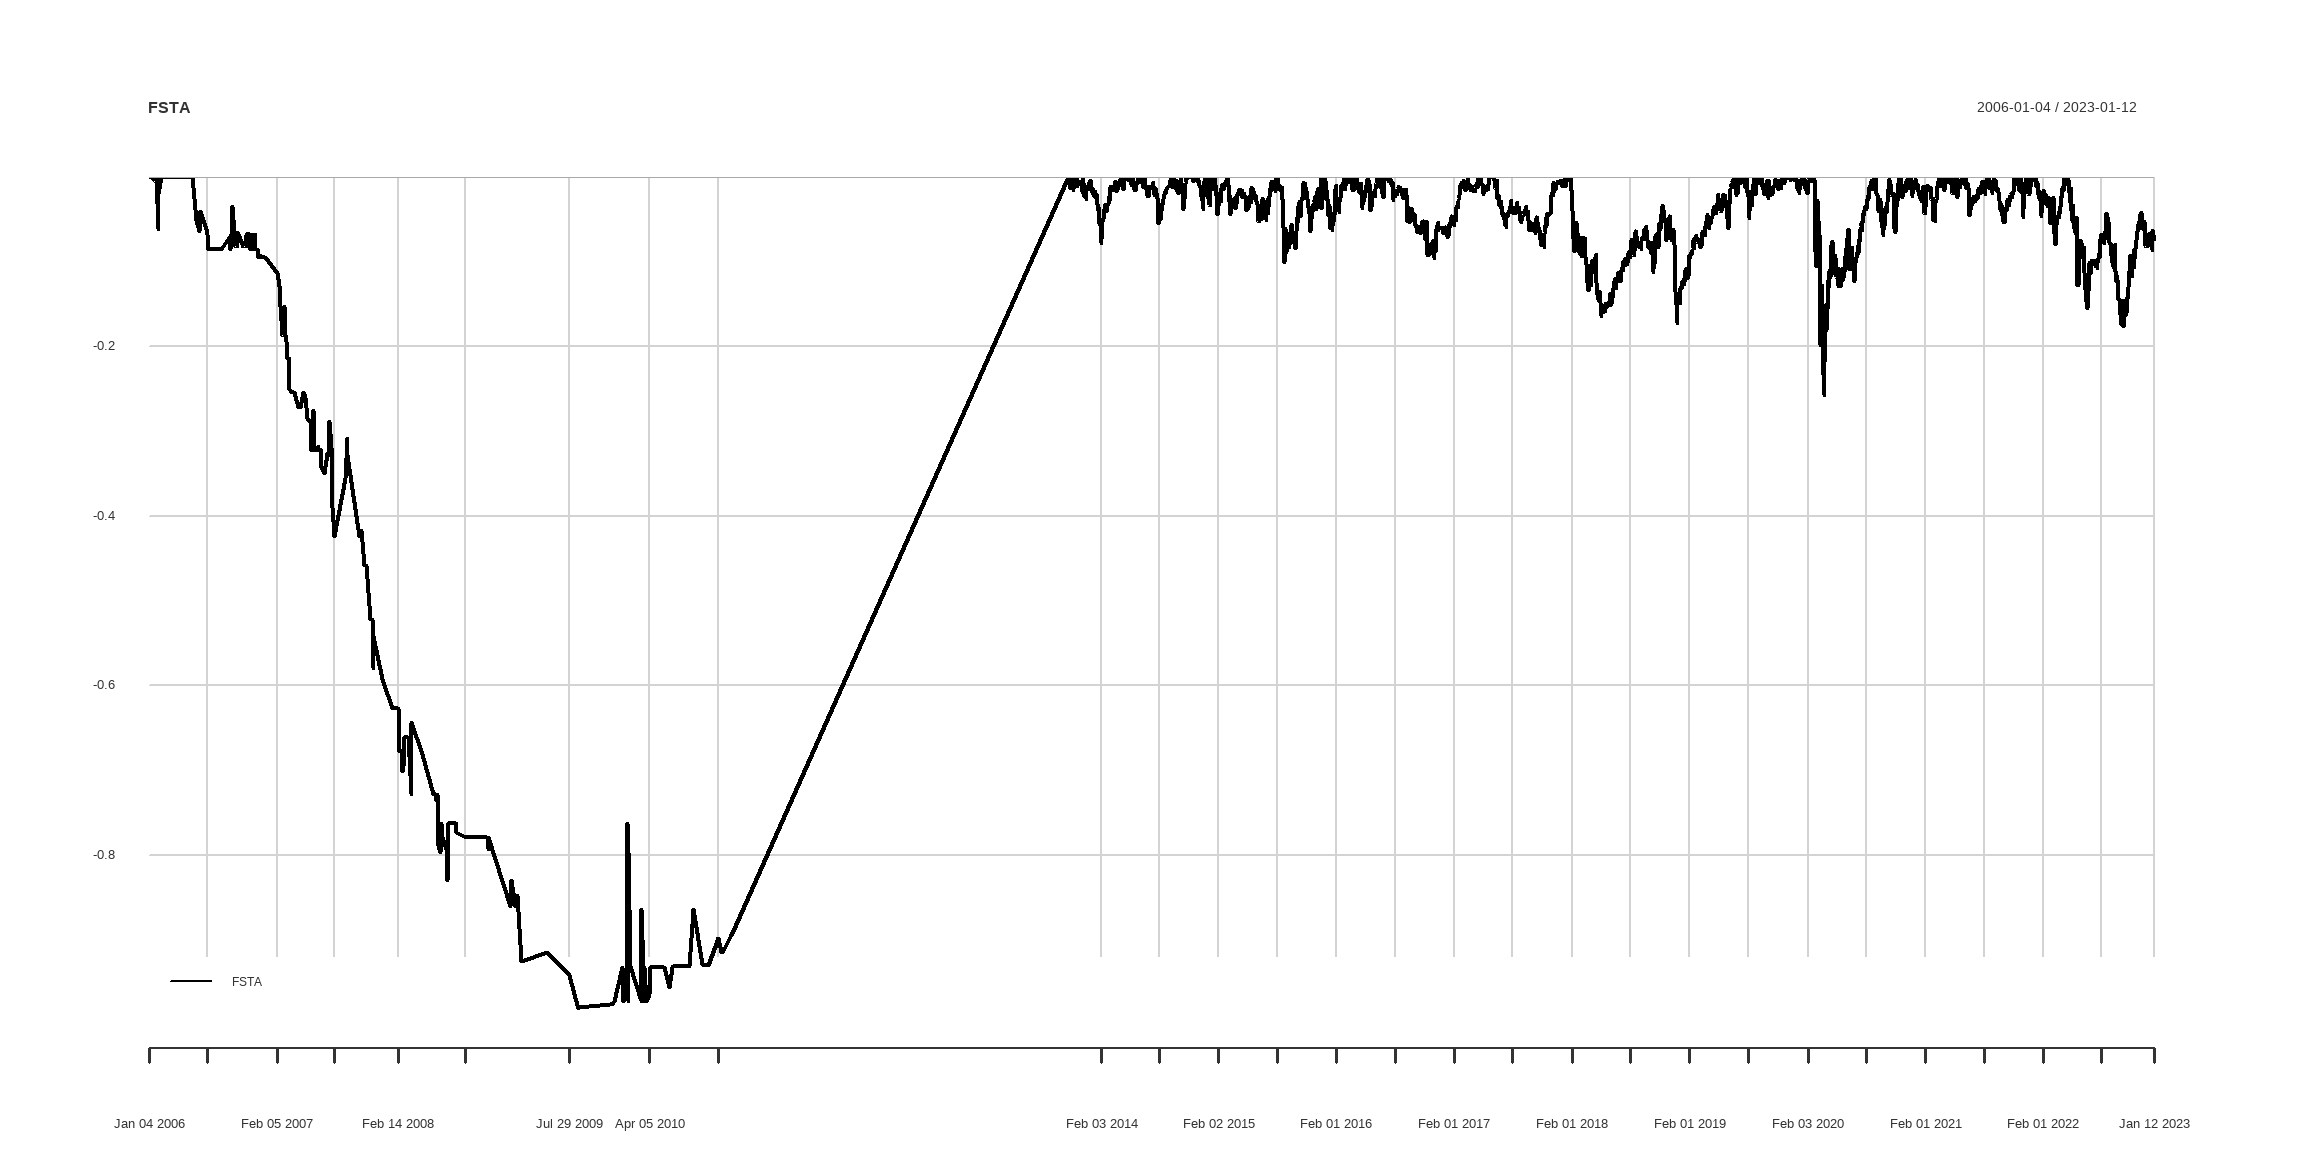 FSTA
2006-01-04 / 2023-01-12
-0.2
-0.4
-0.6
-0.8
FSTA
Jan 04 2006 Feb 05 2007 Feb 14 2008 Jul 29 2009 Apr 05 2010 Feb 03 2014 Feb 02 2015 Feb 01 2016 Feb 01 2017 Feb 01 2018 Feb 01 2019 Feb 03 2020 Feb 01 2021 Feb 01 2022 Jan 12 2023